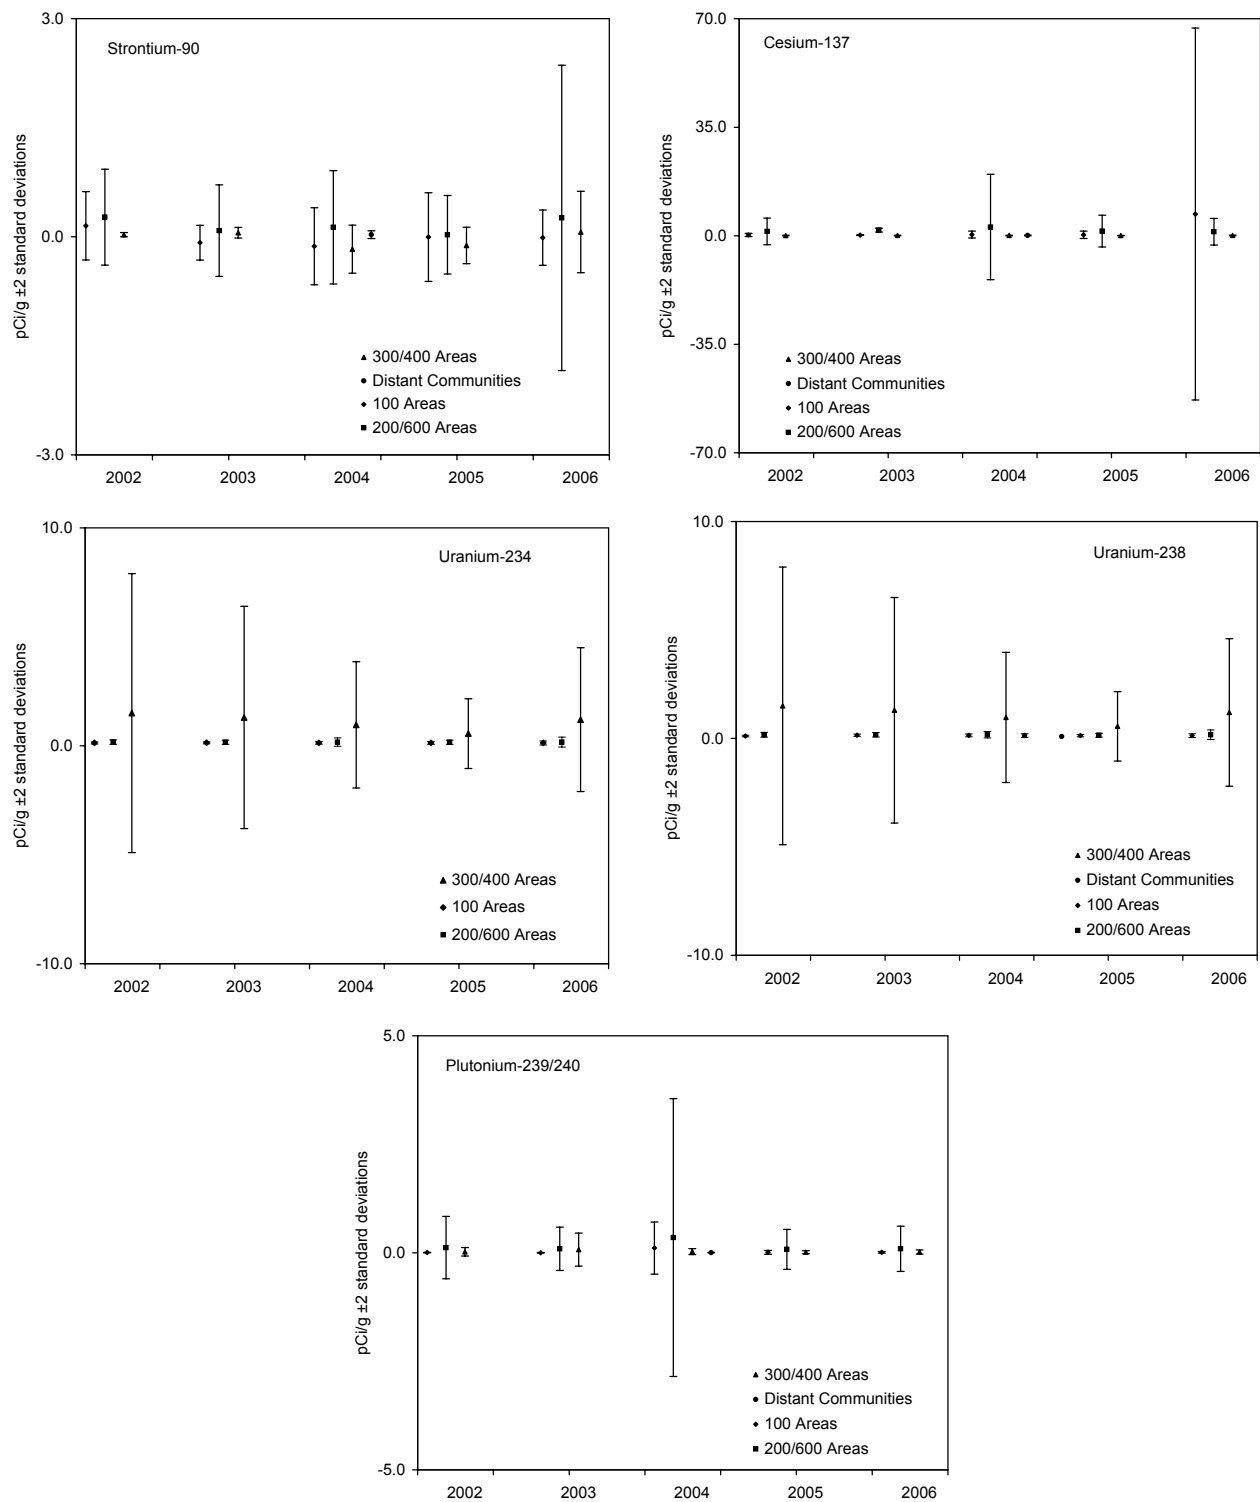 Strontium-90
pCi/g ±2 standard deviations
3.0
0.0
-3.0
300/400 Areas
Distant Communities
100 Areas
200/600 Areas
2002 2003 2004 2005 2006
Cesium-137
pCi/g ±2 standard deviations
70.0
35.0
0.0
-35.0
-70.0
300/400 Areas
Distant Communities
100 Areas
200/600 Areas
2002 2003 2004 2005 2006
Uranium-234
pCi/g ±2 standard deviations
10.0
0.0
-10.0
300/400 Areas
100 Areas
200/600 Areas
2002 2003 2004 2005 2006
Uranium-238
pCi/g ±2 standard deviations
10.0
0.0
-10.0
300/400 Areas
Distant Communities
100 Areas
200/600 Areas
2002 2003 2004 2005 2006
Plutonium-239/240
pCi/g ±2 standard deviations
5.0
0.0
-5.0
300/400 Areas
Distant Communities
100 Areas
200/600 Areas
2002 2003 2004 2005 2006